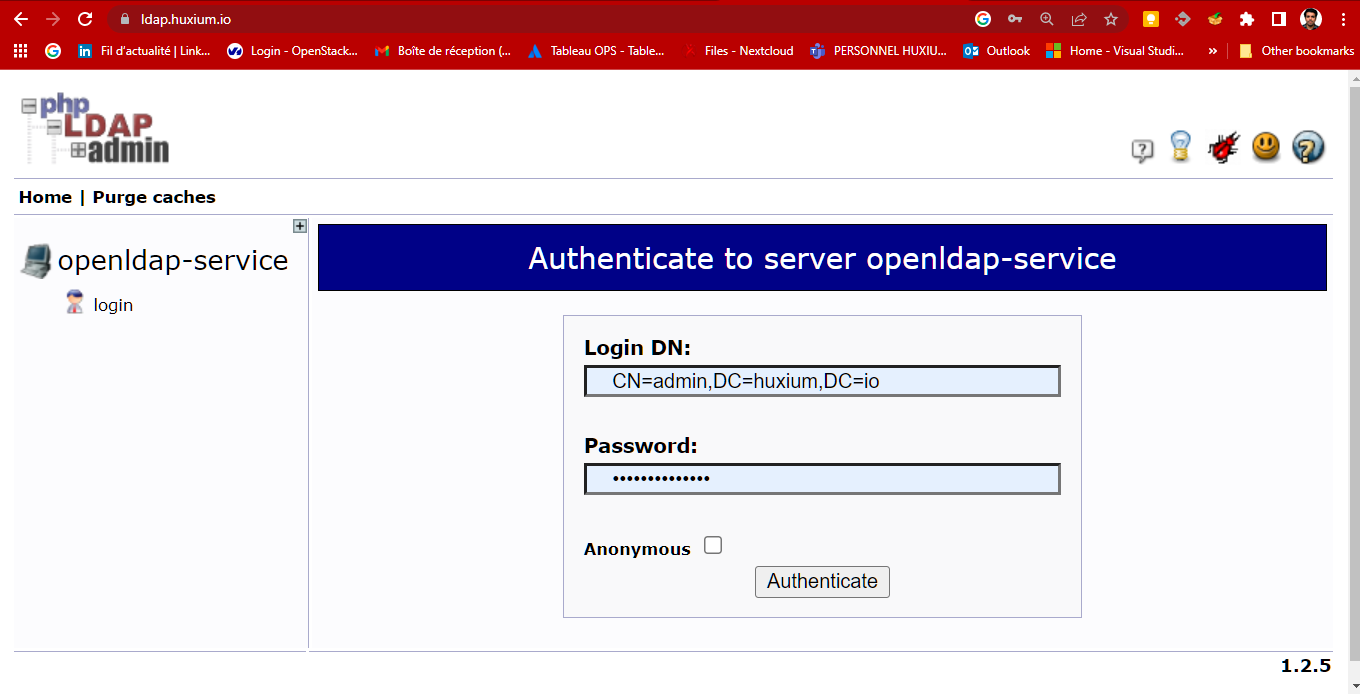 ldap.huxium.io
Fil d'actualité | Link... Login - OpenStack... Boîte de réception (... Tableau OPS - Table... Files - Nextcloud PERSONNEL HUXIU... Outlook Home - Visual Studi... » Other bookmarks
php
LDAP
admin
Home | Purge caches
openldap-service
login
Authenticate to server openldap-service
Login DN:
CN=admin,DC=huxium,DC=io
Password:
••••••••••••••
Anonymous
Authenticate
1.2.5